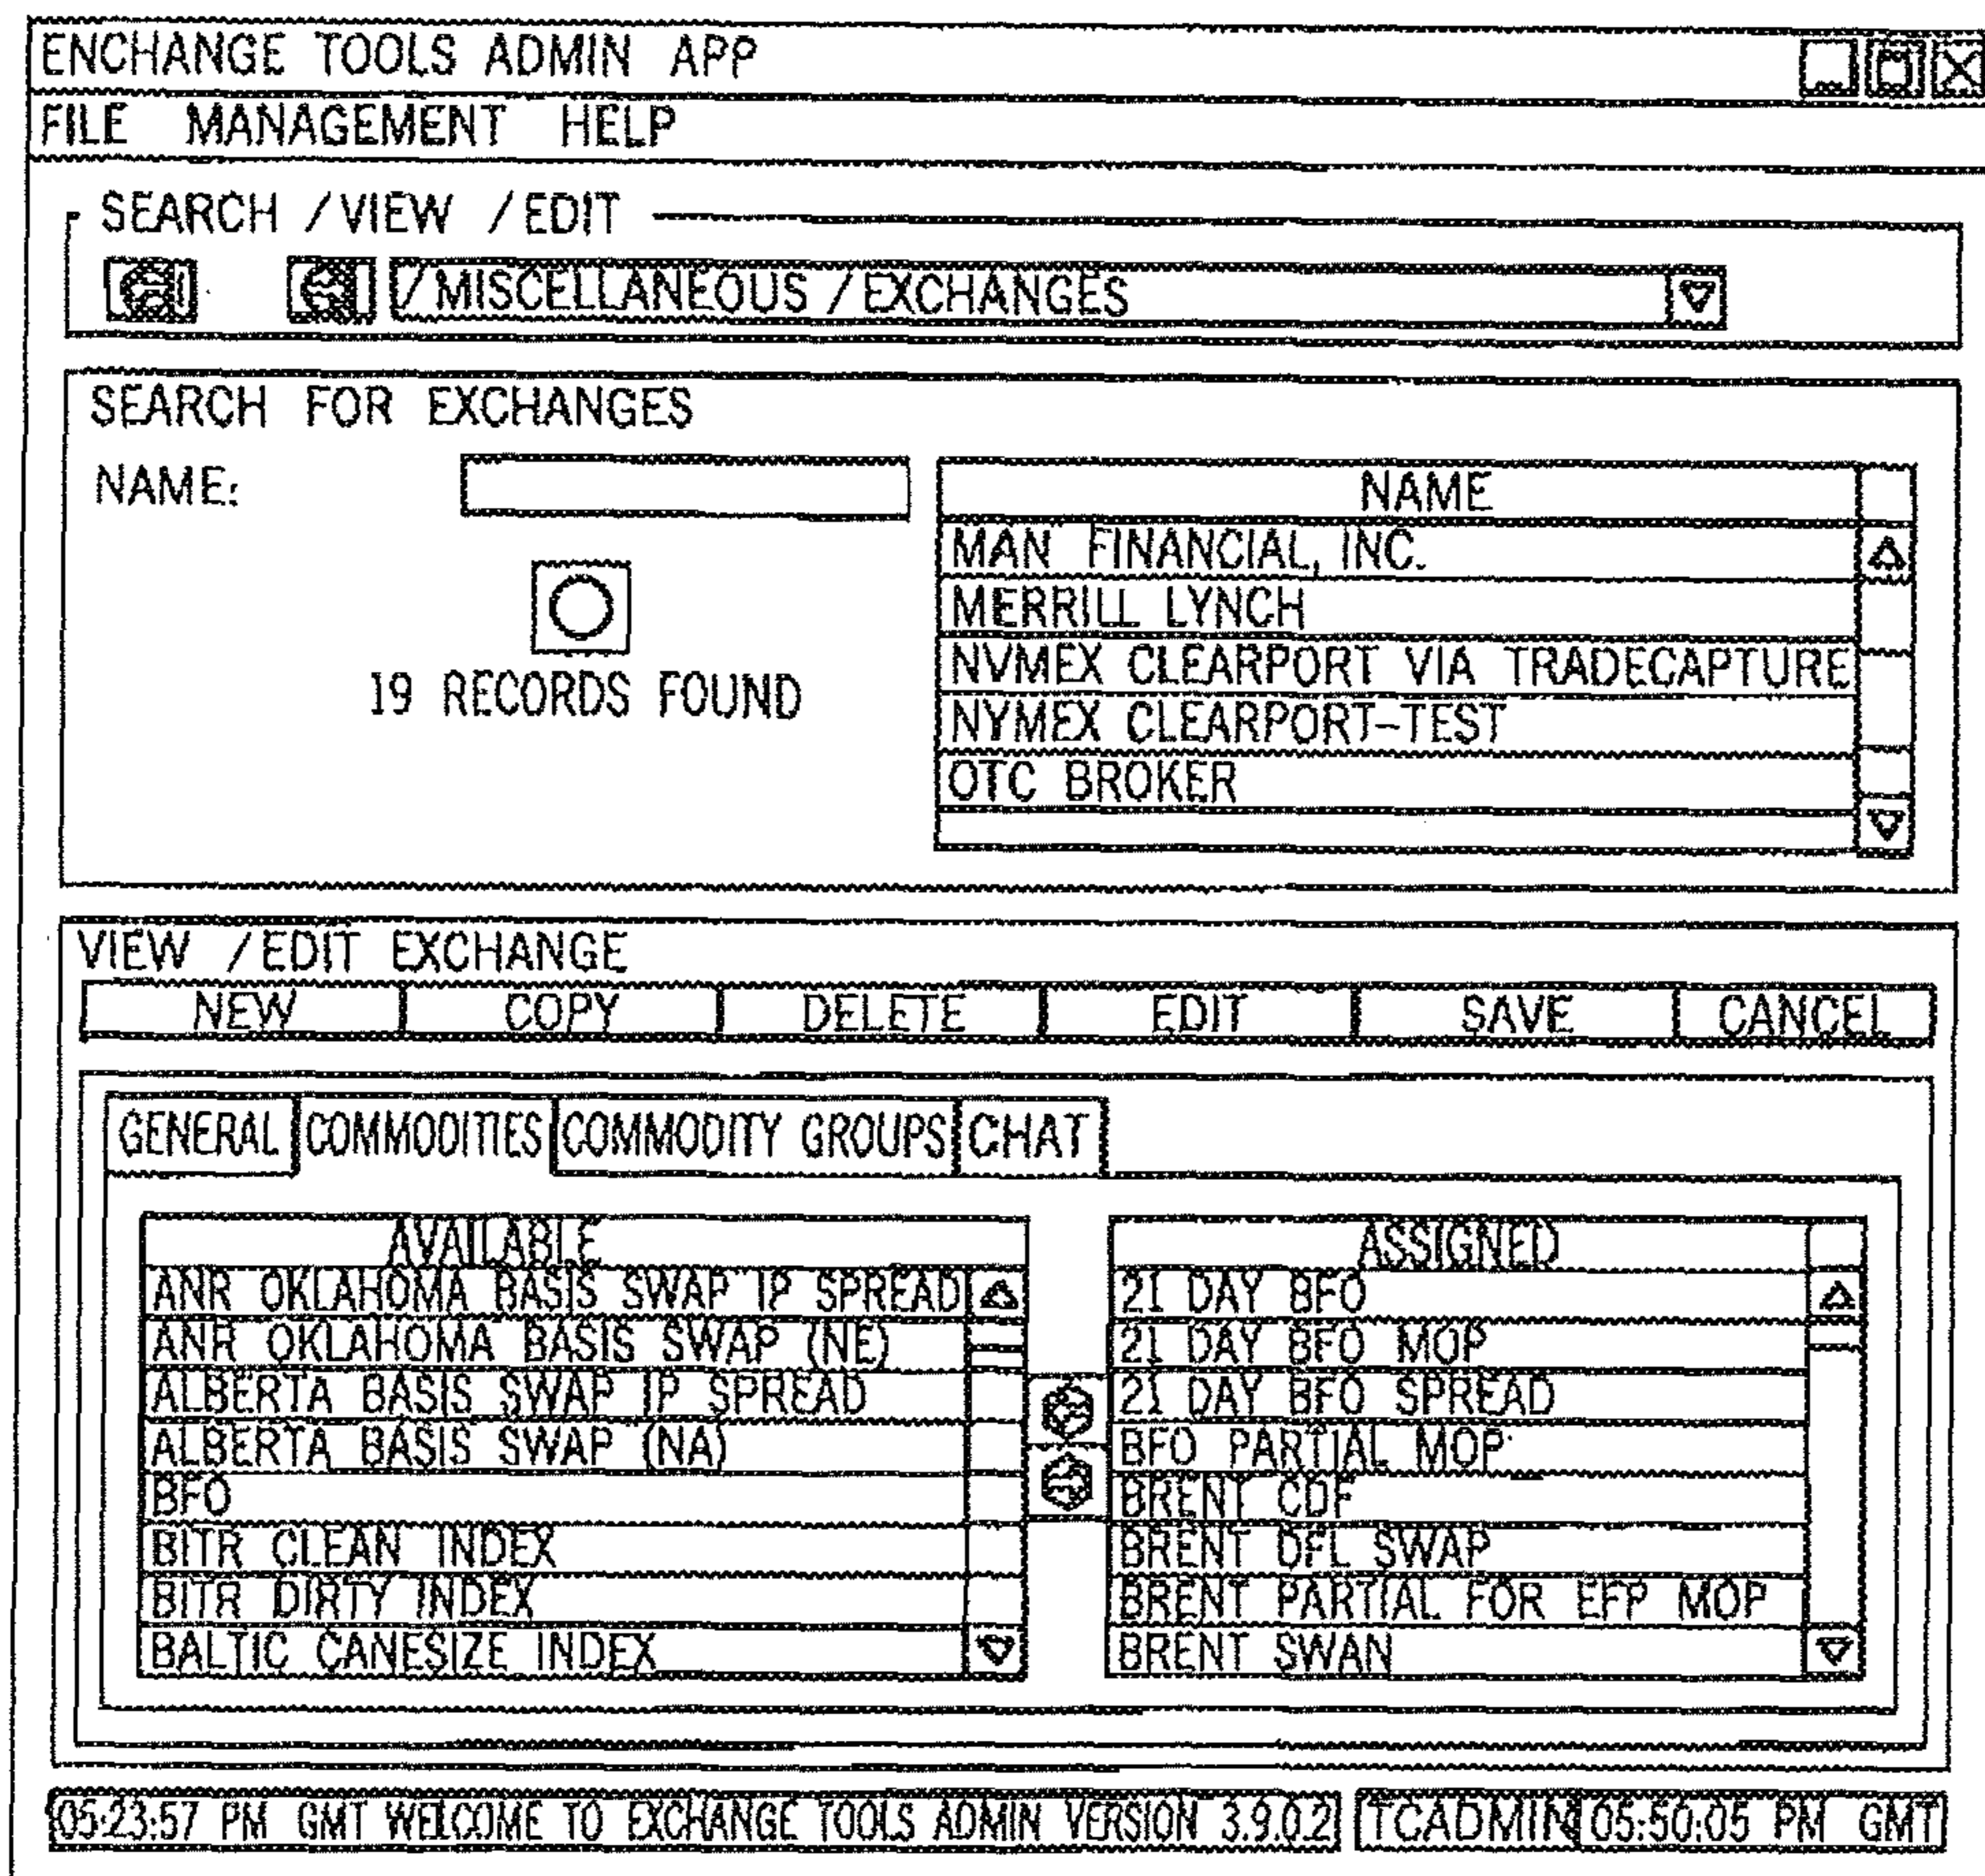 ENCHANGE TOOLS ADMIN APP
FILE MANAGEMENT HELP
SEARCH / VIEW / EDIT
/ MISCELLANEOUS / EXCHANGES
SEARCH FOR EXCHANGES
NAME:
19 RECORDS FOUND
NAME
MAN FINANCIAL, INC.
MERRILL LYNCH
NVMEX CLEARPORT VIA TRADECAPTURE
NYMEX CLEARPORT-TEST
OTC BROKER
VIEW / EDIT EXCHANGE
NEW COPY DELETE EDIT SAVE CANCEL
GENERAL COMMODITIES COMMODITY GROUPS CHAT
AVAILABLE
ANR OKLAHOMA BASIS SWAP IP SPREAD
ANR OKLAHOMA BASIS SWAP (NE)
ALBERTA BASIS SWAP IP SPREAD
ALBERTA BASIS SWAP (NA)
BFO
BITR CLEAN INDEX
BITR DIRTY INDEX
BALTIC CANESIZE INDEX
ASSIGNED
21 DAY BFO
21 DAY BFO MOP
21 DAY BFO SPREAD
BFO PARTIAL MOP
BRENT CDF
BRENT DFL SWAP
BRENT PARTIAL FOR EFP MOP
BRENT SWAN
05:23:57 PM GMT WELCOME TO EXCHANGE TOOLS ADMIN VERSION 3.9.0.2 TCADMIN 05:50:05 PM GMT